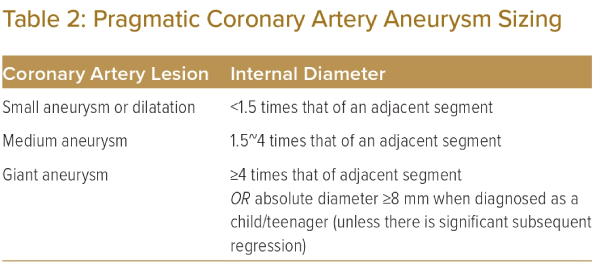 Table 2: Pragmatic Coronary Artery Aneurysm Sizing
Coronary Artery Lesion Internal Diameter
Small aneurysm or dilatation <1.5 times that of an adjacent segment
Medium aneurysm 1.5~4 times that of an adjacent segment
Giant aneurysm ≥4 times that of adjacent segment
OR absolute diameter ≥8 mm when diagnosed as a
child/teenager (unless there is significant subsequent
regression)